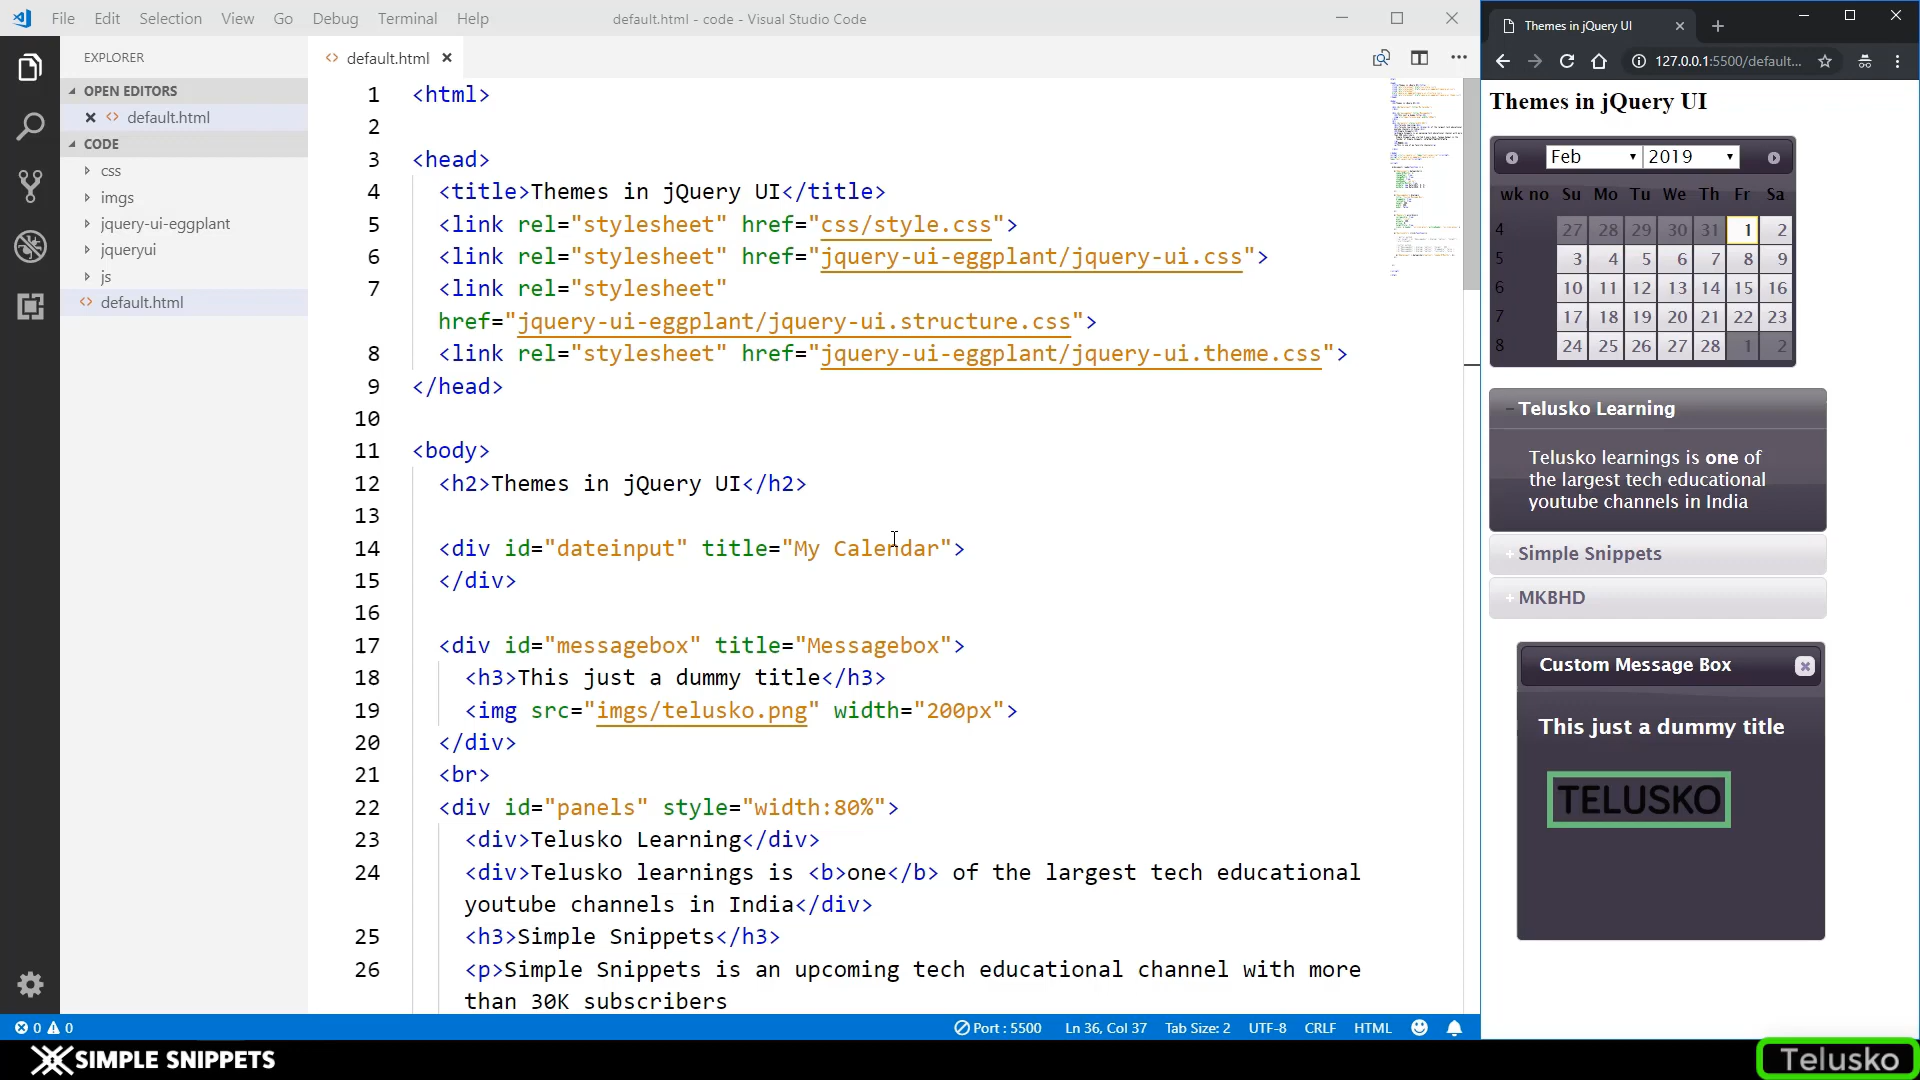 File Edit Selection View Go Debug Terminal Help
default.html - code - Visual Studio Code
EXPLORER
OPEN EDITORS
default.html
CODE
css
imgs
jquery-ui-eggplant
jqueryui
js
default.html
default.html
1 <html>
2
3 <head>
4 <title>Themes in jQuery UI</title>
5 <link rel="stylesheet" href="css/style.css">
6 <link rel="stylesheet" href="jquery-ui-eggplant/jquery-ui.css">
7 <link rel="stylesheet"
href="jquery-ui-eggplant/jquery-ui.structure.css">
8 <link rel="stylesheet" href="jquery-ui-eggplant/jquery-ui.theme.css">
9 </head>
10
11 <body>
12 <h2>Themes in jQuery UI</h2>
13
14 <div id="dateinput" title="My Calendar">
15 </div>
16
17 <div id="messagebox" title="Messagebox">
18 <h3>This just a dummy title</h3>
19 <img src="imgs/telusko.png" width="200px">
20 </div>
21 <br>
22 <div id="panels" style="width:80%">
23 <div>Telusko Learning</div>
24 <div>Telusko learnings is <b>one</b> of the largest tech educational
youtube channels in India</div>
25 <h3>Simple Snippets</h3>
26 <p>Simple Snippets is an upcoming tech educational channel with more
than 30K subscribers
0 0
Port : 5500 Ln 36, Col 37 Tab Size: 2 UTF-8 CRLF HTML
Themes in jQuery UI
127.0.0.1:5500/default...
Themes in jQuery UI
Feb 2019
wk no Su Mo Tu We Th Fr Sa
4 27 28 29 30 31 1 2
5 3 4 5 6 7 8 9
6 10 11 12 13 14 15 16
7 17 18 19 20 21 22 23
8 24 25 26 27 28 1 2
Telusko Learning
Telusko learnings is one of
the largest tech educational
youtube channels in India
Simple Snippets
MKBHD
Custom Message Box
This just a dummy title
TELUSKO
SIMPLE SNIPPETS
Telusko